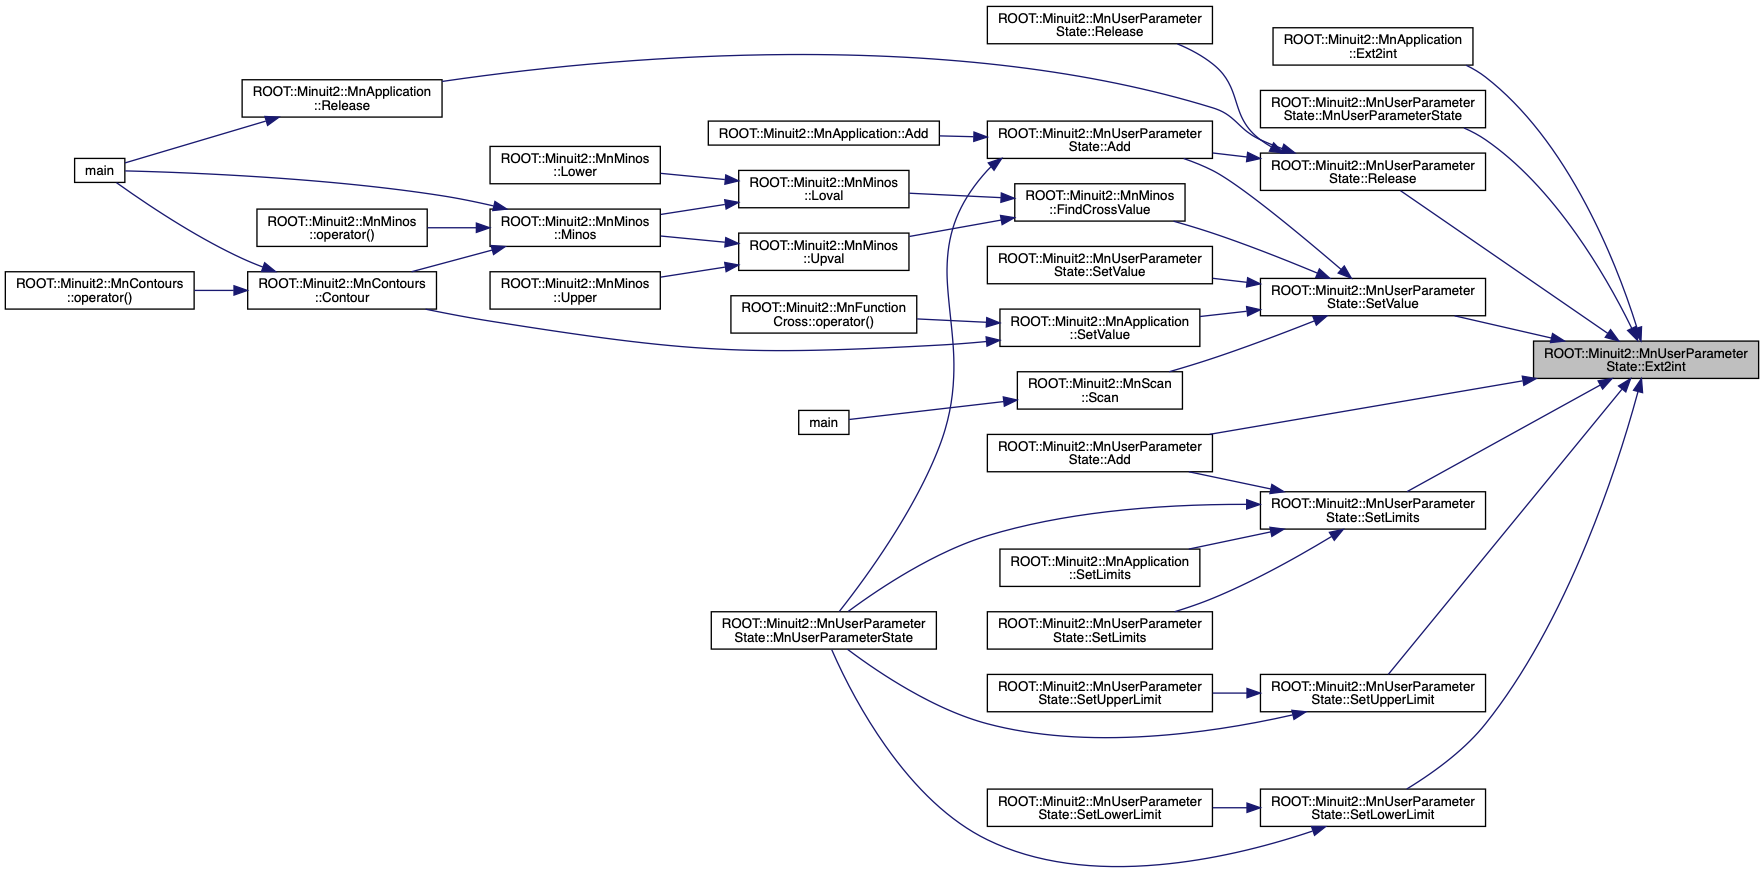 ROOT::Minuit2::MnUserParameter
State::Release
ROOT::Minuit2::MnApplication
::Ext2int
ROOT::Minuit2::MnApplication
::Release
ROOT::Minuit2::MnUserParameter
State::MnUserParameterState
ROOT::Minuit2::MnApplication::Add
ROOT::Minuit2::MnUserParameter
State::Add
main
ROOT::Minuit2::MnMinos
::Lower
ROOT::Minuit2::MnUserParameter
State::Release
ROOT::Minuit2::MnMinos
::Loval
ROOT::Minuit2::MnMinos
::FindCrossValue
ROOT::Minuit2::MnMinos
::operator()
ROOT::Minuit2::MnMinos
::Minos
ROOT::Minuit2::MnMinos
::Upval
ROOT::Minuit2::MnUserParameter
State::SetValue
ROOT::Minuit2::MnContours
::operator()
ROOT::Minuit2::MnContours
::Contour
ROOT::Minuit2::MnMinos
::Upper
ROOT::Minuit2::MnUserParameter
State::SetValue
ROOT::Minuit2::MnFunction
Cross::operator()
ROOT::Minuit2::MnApplication
::SetValue
ROOT::Minuit2::MnUserParameter
State::Ext2int
ROOT::Minuit2::MnScan
::Scan
main
ROOT::Minuit2::MnUserParameter
State::Add
ROOT::Minuit2::MnUserParameter
State::SetLimits
ROOT::Minuit2::MnApplication
::SetLimits
ROOT::Minuit2::MnUserParameter
State::MnUserParameterState
ROOT::Minuit2::MnUserParameter
State::SetLimits
ROOT::Minuit2::MnUserParameter
State::SetUpperLimit
ROOT::Minuit2::MnUserParameter
State::SetUpperLimit
ROOT::Minuit2::MnUserParameter
State::SetLowerLimit
ROOT::Minuit2::MnUserParameter
State::SetLowerLimit